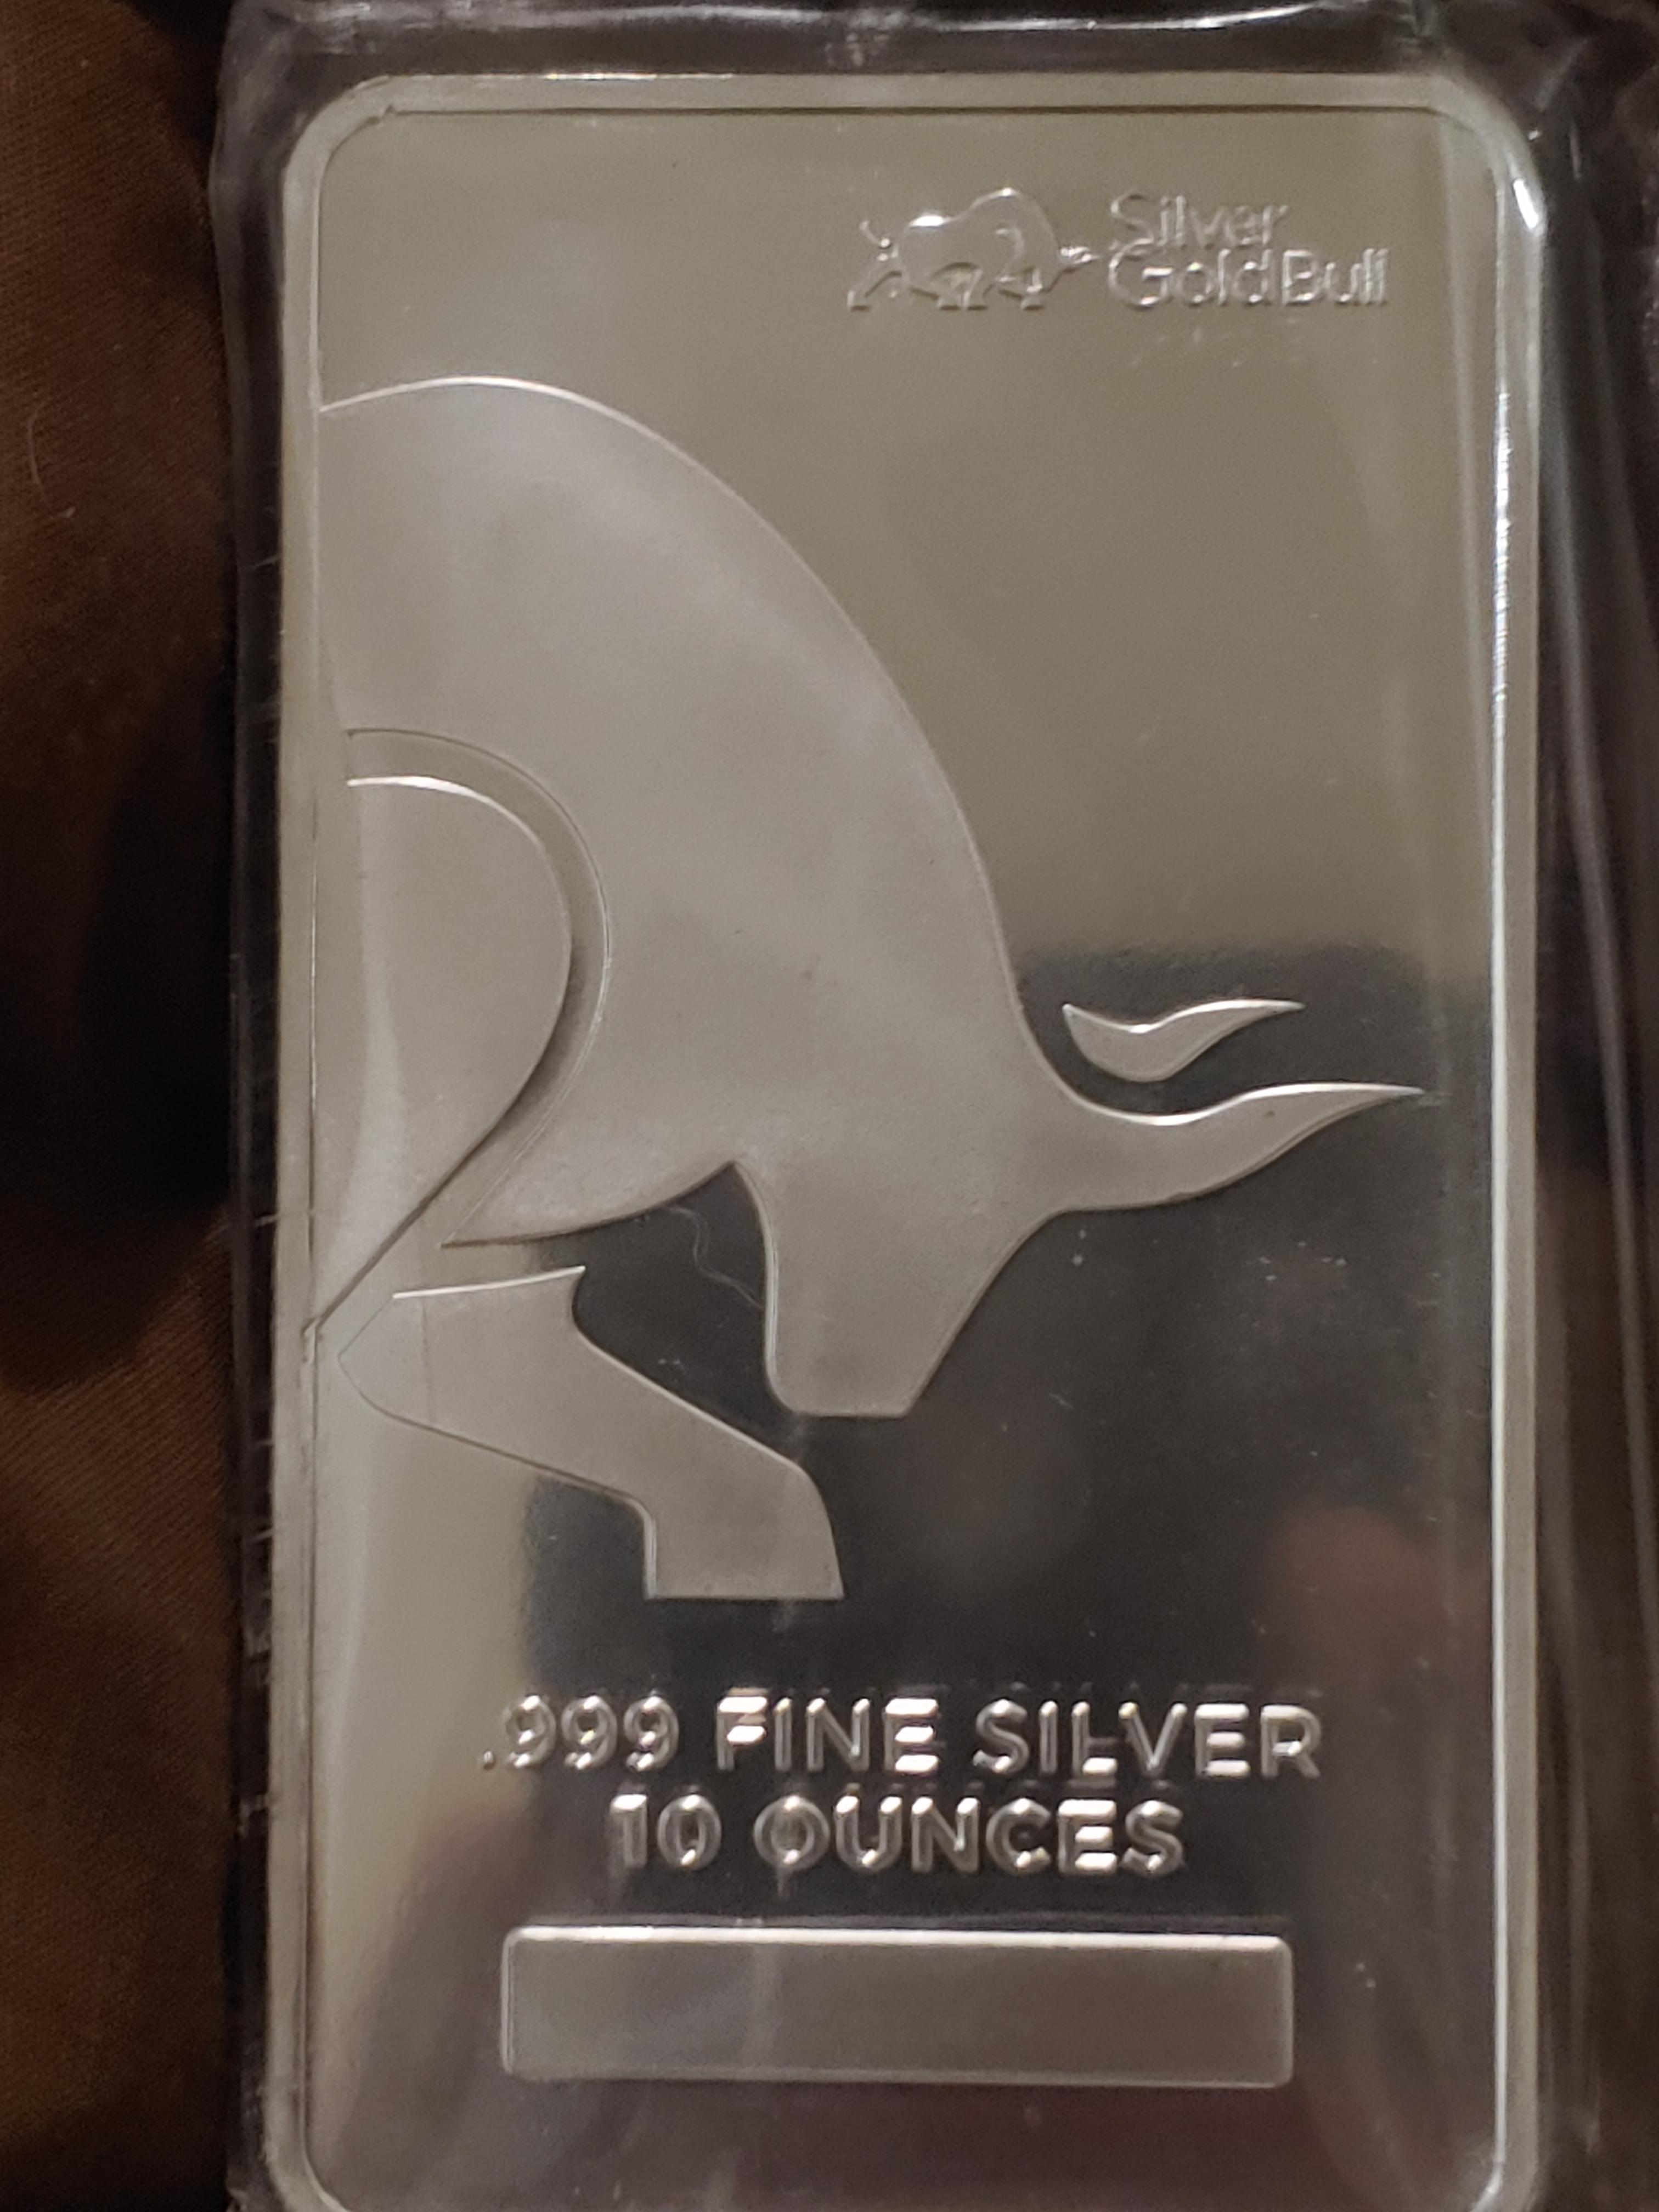 Silver
Gold Bull
.999 FINE SILVER
10 OUNCES